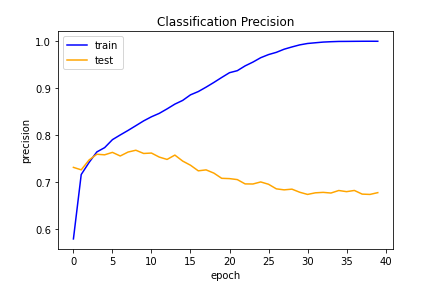 Classification Precision
train
test
precision
1.0
0.9
0.8
0.7
0.6
0 5 10 15 20 25 30 35 40
epoch